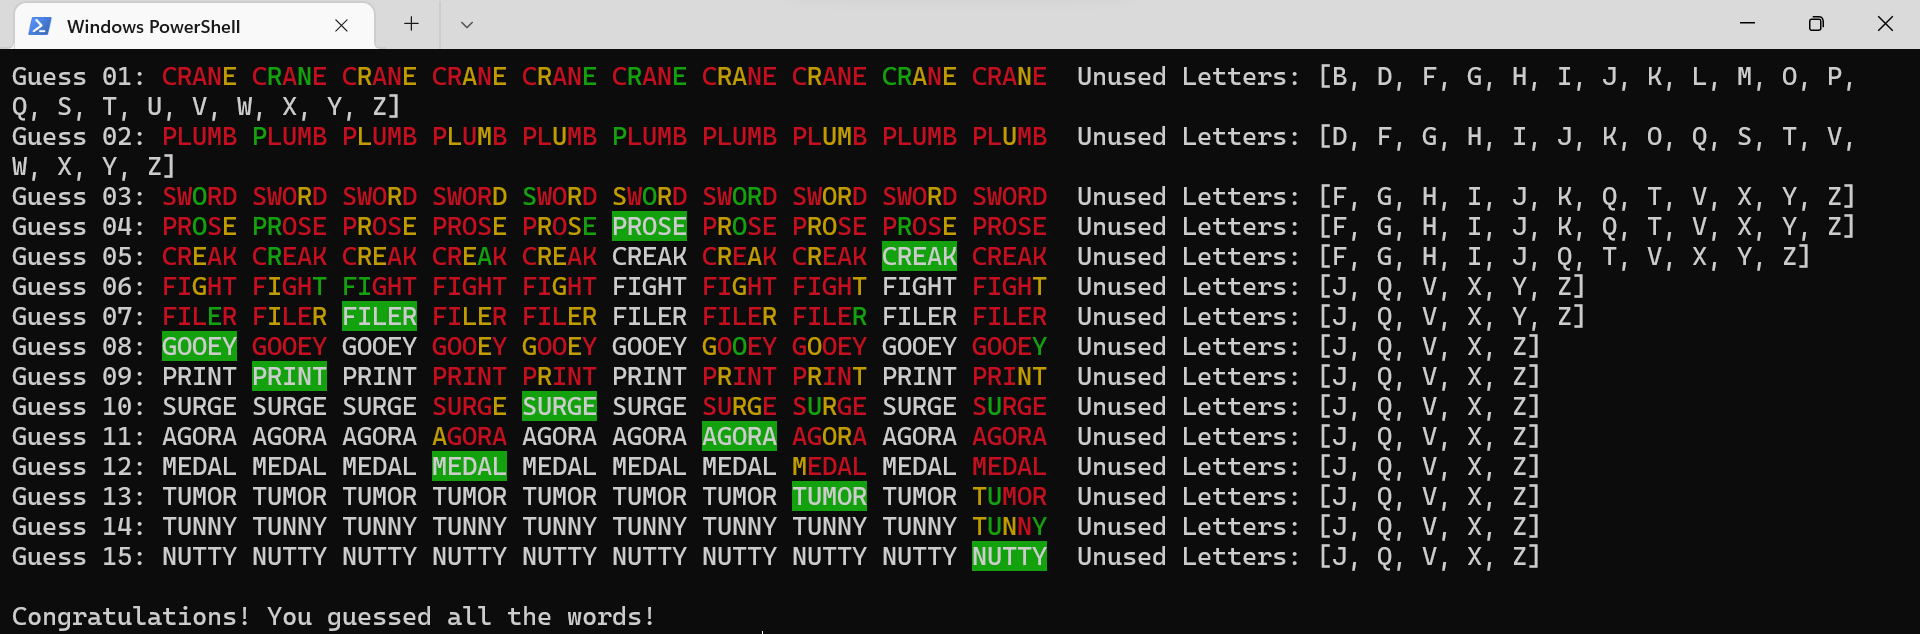 Windows PowerShell
Guess 01: CRANE CRANE CRANE CRANE CRANE CRANE CRANE CRANE CRANE CRANE  Unused Letters: [B, D, F, G, H, I, J, K, L, M, O, P,
Q, S, T, U, V, W, X, Y, Z]
Guess 02: PLUMB PLUMB PLUMB PLUMB PLUMB PLUMB PLUMB PLUMB PLUMB PLUMB  Unused Letters: [D, F, G, H, I, J, K, O, Q, S, T, V,
W, X, Y, Z]
Guess 03: SWORD SWORD SWORD SWORD SWORD SWORD SWORD SWORD SWORD SWORD  Unused Letters: [F, G, H, I, J, K, Q, T, V, X, Y, Z]
Guess 04: PROSE PROSE PROSE PROSE PROSE PROSE PROSE PROSE PROSE PROSE  Unused Letters: [F, G, H, I, J, K, Q, T, V, X, Y, Z]
Guess 05: CREAK CREAK CREAK CREAK CREAK CREAK CREAK CREAK CREAK CREAK  Unused Letters: [F, G, H, I, J, Q, T, V, X, Y, Z]
Guess 06: FIGHT FIGHT FIGHT FIGHT FIGHT FIGHT FIGHT FIGHT FIGHT FIGHT  Unused Letters: [J, Q, V, X, Y, Z]
Guess 07: FILER FILER FILER FILER FILER FILER FILER FILER FILER FILER  Unused Letters: [J, Q, V, X, Y, Z]
Guess 08: GOOEY GOOEY GOOEY GOOEY GOOEY GOOEY GOOEY GOOEY GOOEY GOOEY  Unused Letters: [J, Q, V, X, Z]
Guess 09: PRINT PRINT PRINT PRINT PRINT PRINT PRINT PRINT PRINT PRINT  Unused Letters: [J, Q, V, X, Z]
Guess 10: SURGE SURGE SURGE SURGE SURGE SURGE SURGE SURGE SURGE SURGE  Unused Letters: [J, Q, V, X, Z]
Guess 11: AGORA AGORA AGORA AGORA AGORA AGORA AGORA AGORA AGORA AGORA  Unused Letters: [J, Q, V, X, Z]
Guess 12: MEDAL MEDAL MEDAL MEDAL MEDAL MEDAL MEDAL MEDAL MEDAL MEDAL  Unused Letters: [J, Q, V, X, Z]
Guess 13: TUMOR TUMOR TUMOR TUMOR TUMOR TUMOR TUMOR TUMOR TUMOR TUMOR  Unused Letters: [J, Q, V, X, Z]
Guess 14: TUNNY TUNNY TUNNY TUNNY TUNNY TUNNY TUNNY TUNNY TUNNY TUNNY  Unused Letters: [J, Q, V, X, Z]
Guess 15: NUTTY NUTTY NUTTY NUTTY NUTTY NUTTY NUTTY NUTTY NUTTY NUTTY  Unused Letters: [J, Q, V, X, Z]
Congratulations! You guessed all the words!